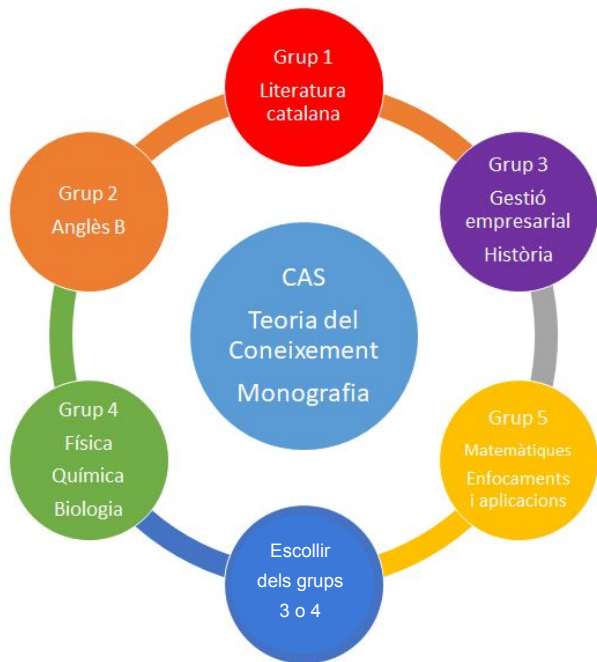 Grup 1
Literatura
catalana
Grup 2
Anglès B
Grup 3
Gestió
empresarial
Història
CAS
Teoria del
Coneixement
Monografia
Grup 4
Física
Química
Biologia
Grup 5
Matemàtiques
Enfocaments
i aplicacions
Escollir
dels grups
3 o 4